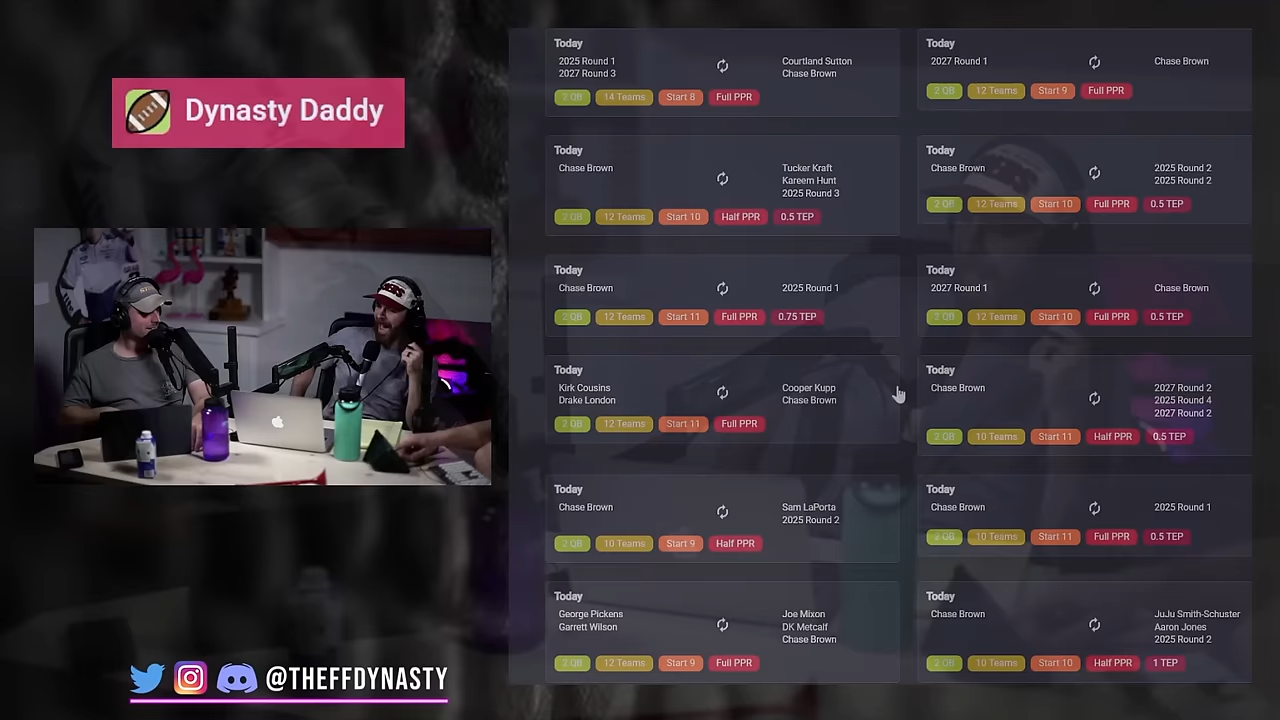 Dynasty Daddy
@THEFFDYNASTY
Today
2025 Round 1
2027 Round 3
Courtland Sutton
Chase Brown
2 QB
14 Teams
Start 8
Full PPR
Today
2027 Round 1
Chase Brown
2 QB
12 Teams
Start 9
Full PPR
Today
Chase Brown
Tucker Kraft
Kareem Hunt
2025 Round 3
2 QB
12 Teams
Start 10
Half PPR
0.5 TEP
Today
Chase Brown
2025 Round 2
2025 Round 2
2 QB
12 Teams
Start 10
Full PPR
0.5 TEP
Today
Chase Brown
2025 Round 1
2 QB
12 Teams
Start 11
Full PPR
0.75 TEP
Today
2027 Round 1
Chase Brown
2 QB
12 Teams
Start 10
Full PPR
0.5 TEP
Today
Kirk Cousins
Drake London
Cooper Kupp
Chase Brown
2 QB
12 Teams
Start 11
Full PPR
Today
Chase Brown
2027 Round 2
2025 Round 4
2027 Round 2
2 QB
10 Teams
Start 11
Half PPR
0.5 TEP
Today
Chase Brown
Sam LaPorta
2025 Round 2
2 QB
10 Teams
Start 9
Half PPR
Today
Chase Brown
2025 Round 1
2 QB
10 Teams
Start 11
Full PPR
0.5 TEP
Today
George Pickens
Garrett Wilson
Joe Mixon
DK Metcalf
Chase Brown
2 QB
12 Teams
Start 9
Full PPR
Today
Chase Brown
JuJu Smith-Schuster
Aaron Jones
2025 Round 2
2 QB
10 Teams
Start 10
Half PPR
1 TEP